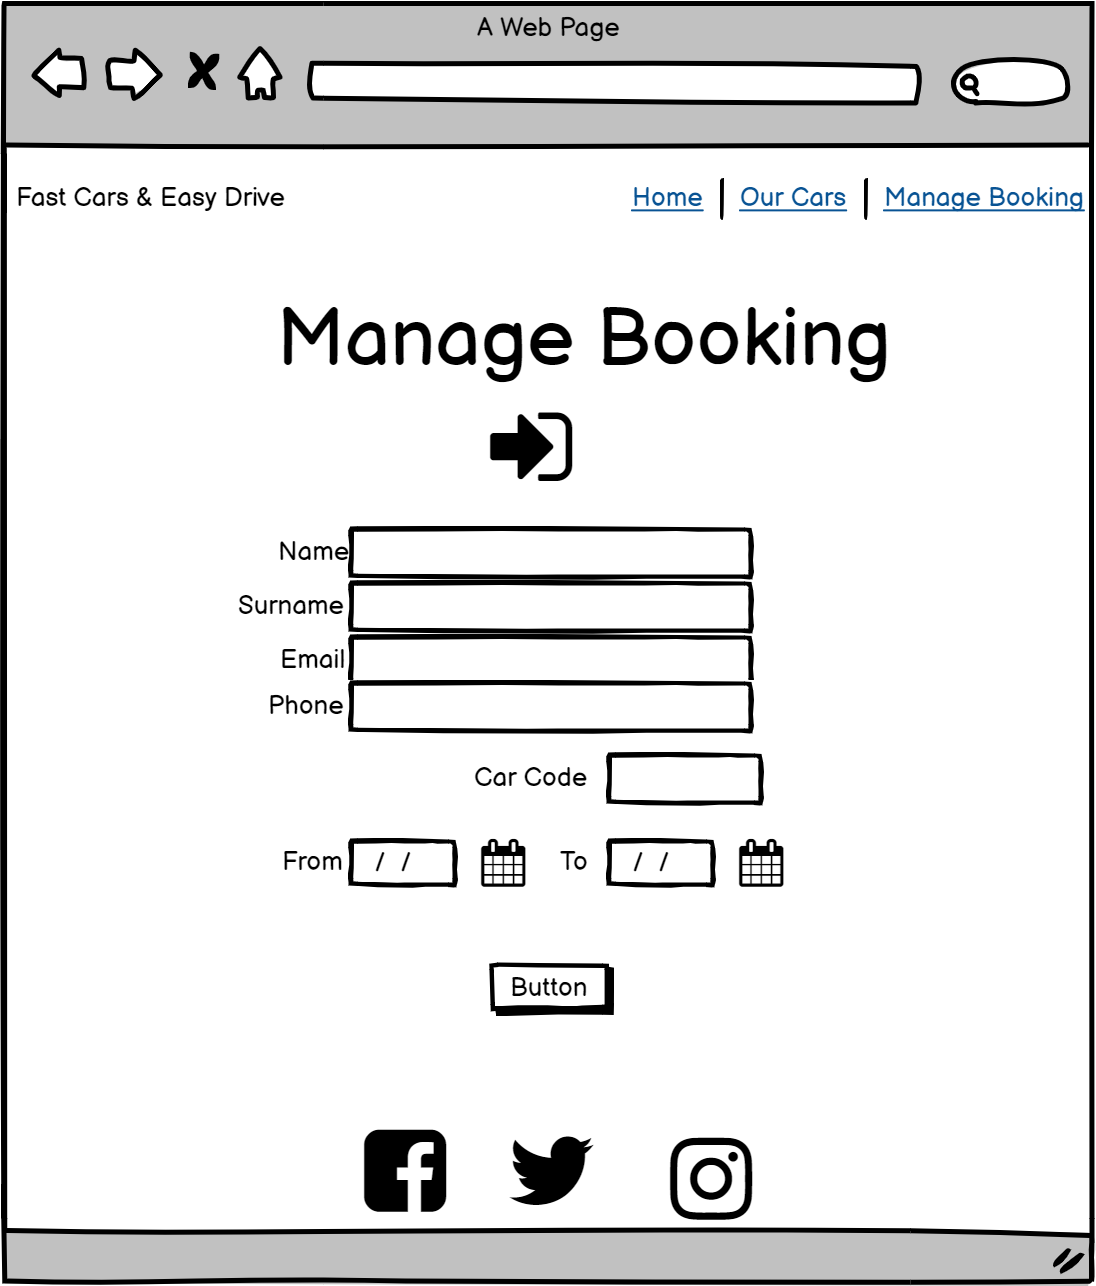 A Web Page
Fast Cars & Easy Drive
Home
Our Cars
Manage Booking
Manage Booking
Name
Surname
Email
Phone
Car Code
From / / To / /
Button